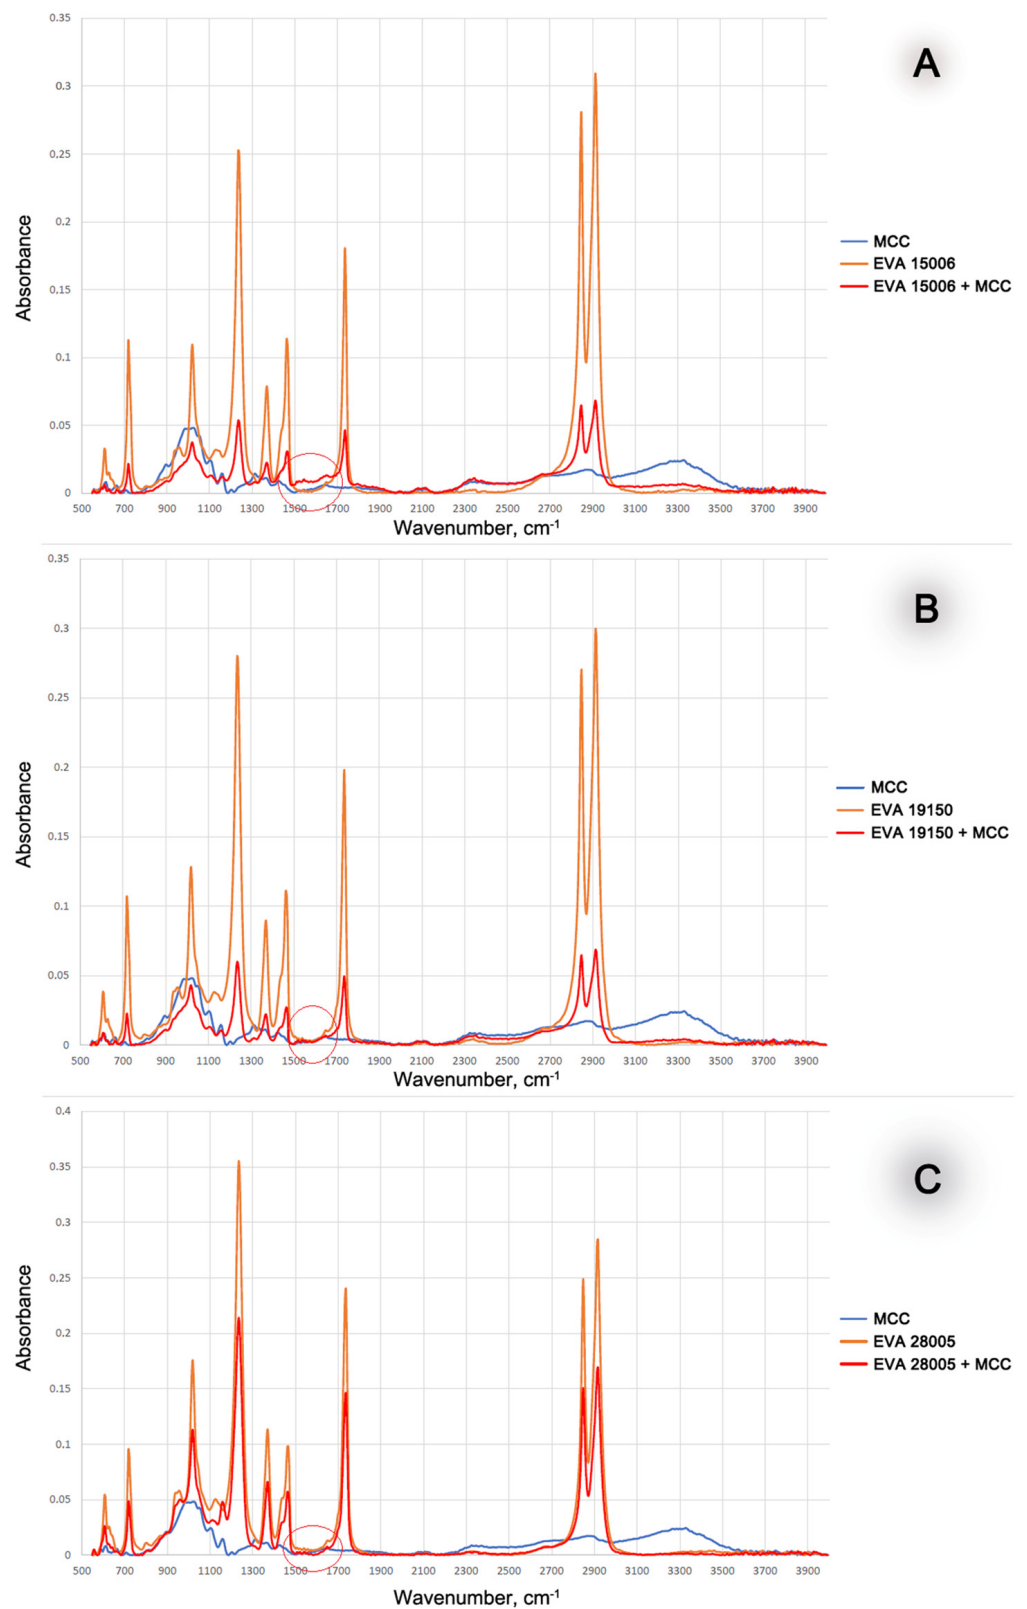 A
0.35
0.3
0.25
0.2
0.15
0.1
0.05
0
Absorbance
500 700 900 1100 1300 1500 1700 1900 2100 2300 2500 2700 2900 3100 3300 3500 3700 3900
Wavenumber, cm⁻¹
MCC
EVA 15006
EVA 15006 + MCC
B
0.35
0.3
0.25
0.2
0.15
0.1
0.05
0
Absorbance
500 700 900 1100 1300 1500 1700 1900 2100 2300 2500 2700 2900 3100 3300 3500 3700 3900
Wavenumber, cm⁻¹
MCC
EVA 19150
EVA 19150 + MCC
C
0.4
0.35
0.3
0.25
0.2
0.15
0.1
0.05
0
Absorbance
500 700 900 1100 1300 1500 1700 1900 2100 2300 2500 2700 2900 3100 3300 3500 3700 3900
Wavenumber, cm⁻¹
MCC
EVA 28005
EVA 28005 + MCC